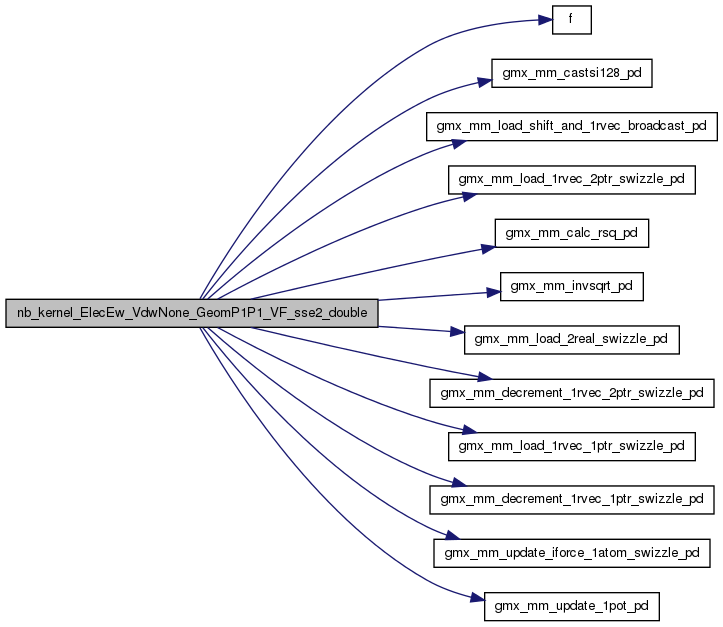 f
gmx_mm_castsi128_pd
gmx_mm_load_shift_and_1rvec_broadcast_pd
gmx_mm_load_1rvec_2ptr_swizzle_pd
gmx_mm_calc_rsq_pd
gmx_mm_invsqrt_pd
nb_kernel_ElecEw_VdwNone_GeomP1P1_VF_sse2_double
gmx_mm_load_2real_swizzle_pd
gmx_mm_decrement_1rvec_2ptr_swizzle_pd
gmx_mm_load_1rvec_1ptr_swizzle_pd
gmx_mm_decrement_1rvec_1ptr_swizzle_pd
gmx_mm_update_iforce_1atom_swizzle_pd
gmx_mm_update_1pot_pd